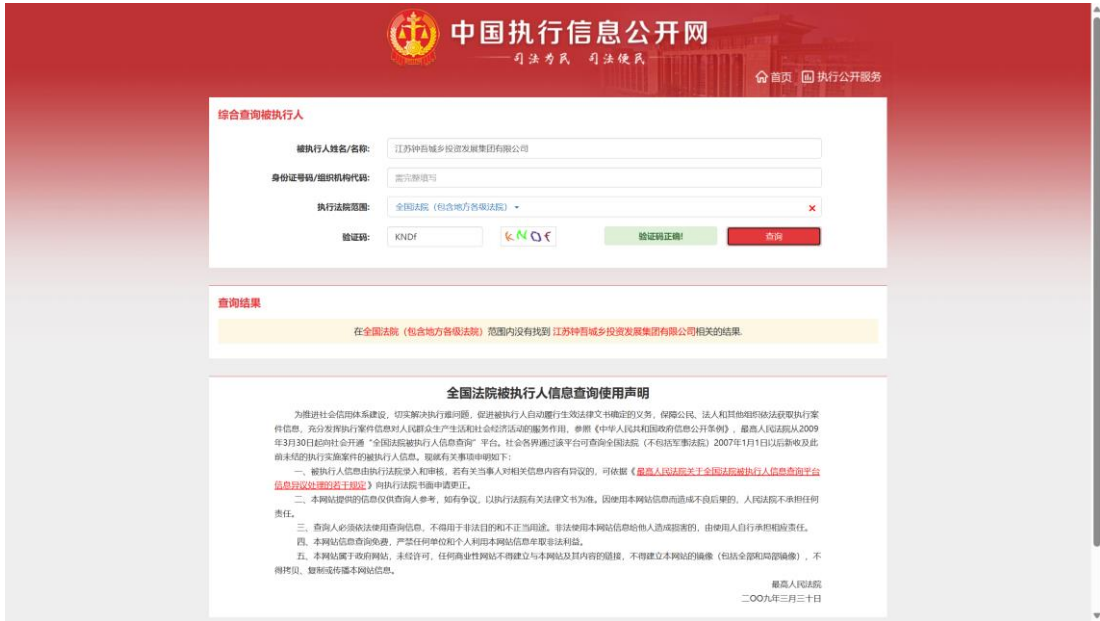 中国执行信息公开网
司法为民 司法便民
首页 执行公开服务
综合查询被执行人
被执行人姓名/名称: 江苏钟吾城乡投资发展集团有限公司
身份证号码/组织机构代码: 需完整填写
执行法院范围: 全国法院（包含地方各级法院）
验证码: KNDf KNDf 验证码正确! 查询
查询结果
在全国法院（包含地方各级法院）范围内没有找到 江苏钟吾城乡投资发展集团有限公司相关的结果.
全国法院被执行人信息查询使用声明
为推进社会信用体系建设，切实解决执行难问题，促进被执行人自动履行生效法律文书确定的义务，保障公民、法人和其他组织依法获取执行案
件信息，充分发挥执行案件信息对人民群众生产生活和社会经济活动的服务作用，参照《中华人民共和国政府信息公开条例》，最高人民法院从2009
年3月30日起向社会开通“全国法院被执行人信息查询”平台。社会各界通过该平台可查询全国法院（不包括军事法院）2007年1月1日以后新收及此
前未结的执行实施案件的被执行人信息。现就有关事项申明如下：
一、被执行人信息由执行法院录入和审核，若有关当事人对相关信息内容有异议的，可依据《最高人民法院关于全国法院被执行人信息查询平台
信息异议处理的若干规定》向执行法院书面申请更正。
二、本网站提供的信息仅供查询人参考，如有争议，以执行法院有关法律文书为准。因使用本网站信息而造成不良后果的，人民法院不承担任何
责任。
三、查询人必须依法使用查询信息，不得用于非法目的和不正当用途。非法使用本网站信息给他人造成损害的，由使用人自行承担相应责任。
四、本网站信息查询免费，严禁任何单位和个人利用本网站信息牟取非法利益。
五、本网站属于政府网站，未经许可，任何商业性网站不得建立与本网站及其内容的链接，不得建立本网站的镜像（包括全部和局部镜像），不
得拷贝、复制或传播本网站信息。
最高人民法院
二〇〇九年三月三十日